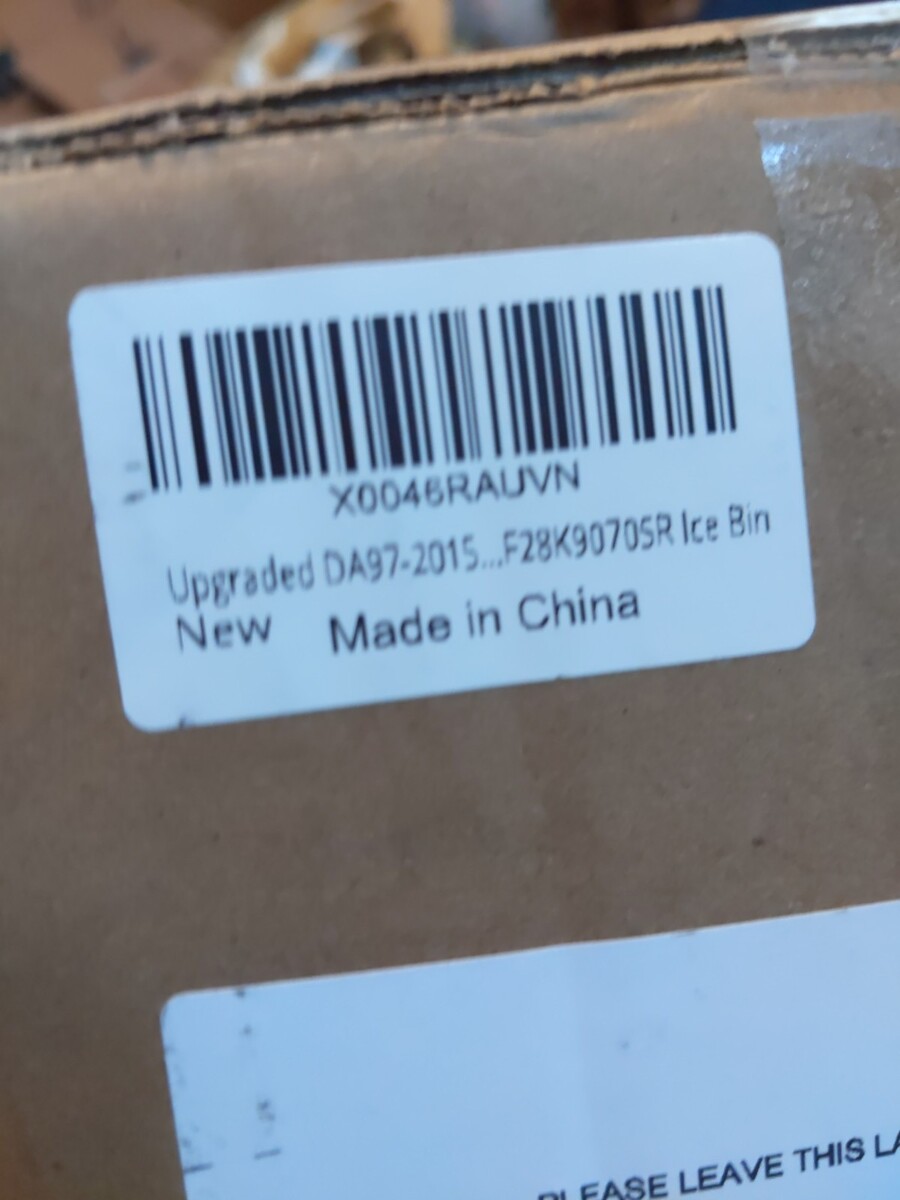 X0046RAUVN
Upgraded DA97-2015...F28K9070SR Ice Bin
New Made in China
PLEASE LEAVE THIS LA